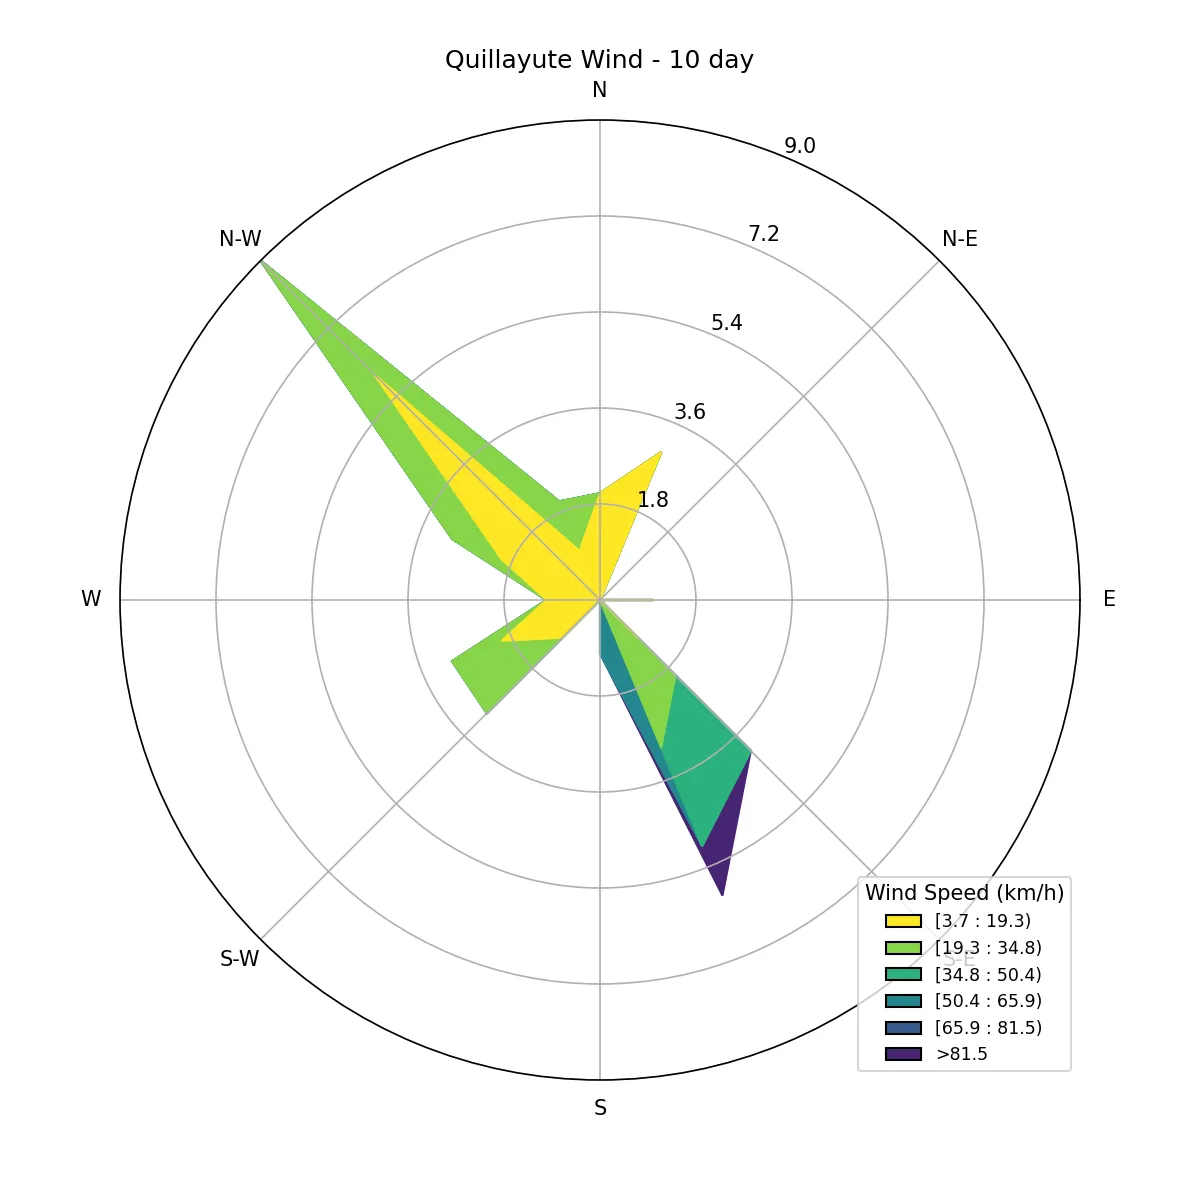 Quillayute Wind - 10 day
N
9.0
N-W
7.2
N-E
5.4
3.6
1.8
W
E
S-W
S-E
S
Wind Speed (km/h)
[3.7 : 19.3)
[19.3 : 34.8)
[34.8 : 50.4)
[50.4 : 65.9)
[65.9 : 81.5)
>81.5